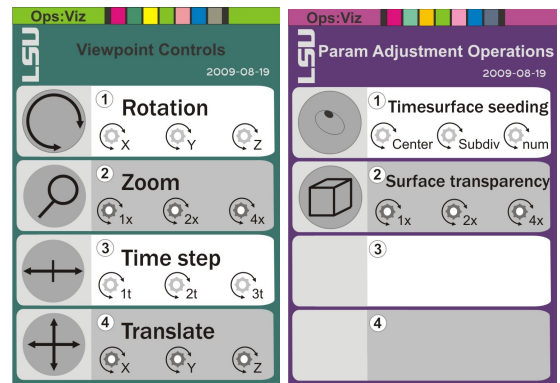 Ops:Viz
LSU
Viewpoint Controls
2009-08-19
1 Rotation
X Y Z
2 Zoom
1x 2x 4x
3 Time step
1t 2t 3t
4 Translate
X Y Z
Ops:Viz
LSU
Param Adjustment Operations
2009-08-19
1 Timesurface seeding
Center Subdiv num
2 Surface transparency
1x 2x 4x
3
4